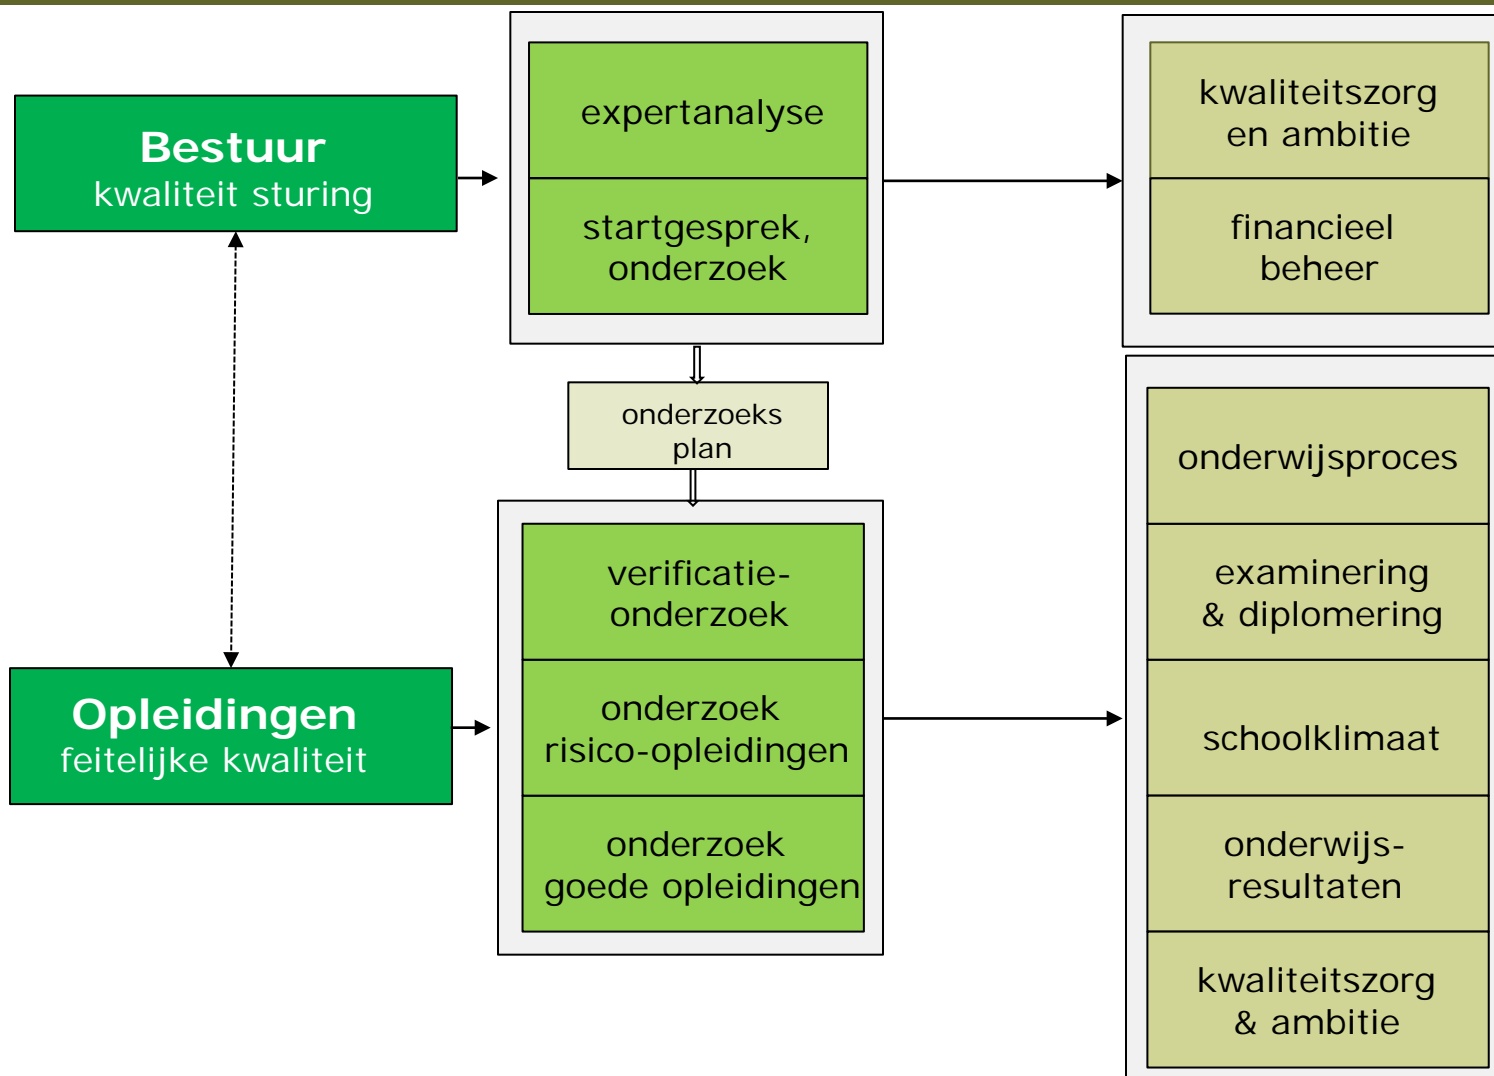 Bestuur
kwaliteit sturing
expertanalyse
startgesprek,
onderzoek
kwaliteitszorg
en ambitie
financieel
beheer
onderzoeks
plan
Opleidingen
feitelijke kwaliteit
verificatie-
onderzoek
onderzoek
risico-opleidingen
onderzoek
goede opleidingen
onderwijsproces
examinering
& diplomering
schoolklimaat
onderwijs-
resultaten
kwaliteitszorg
& ambitie